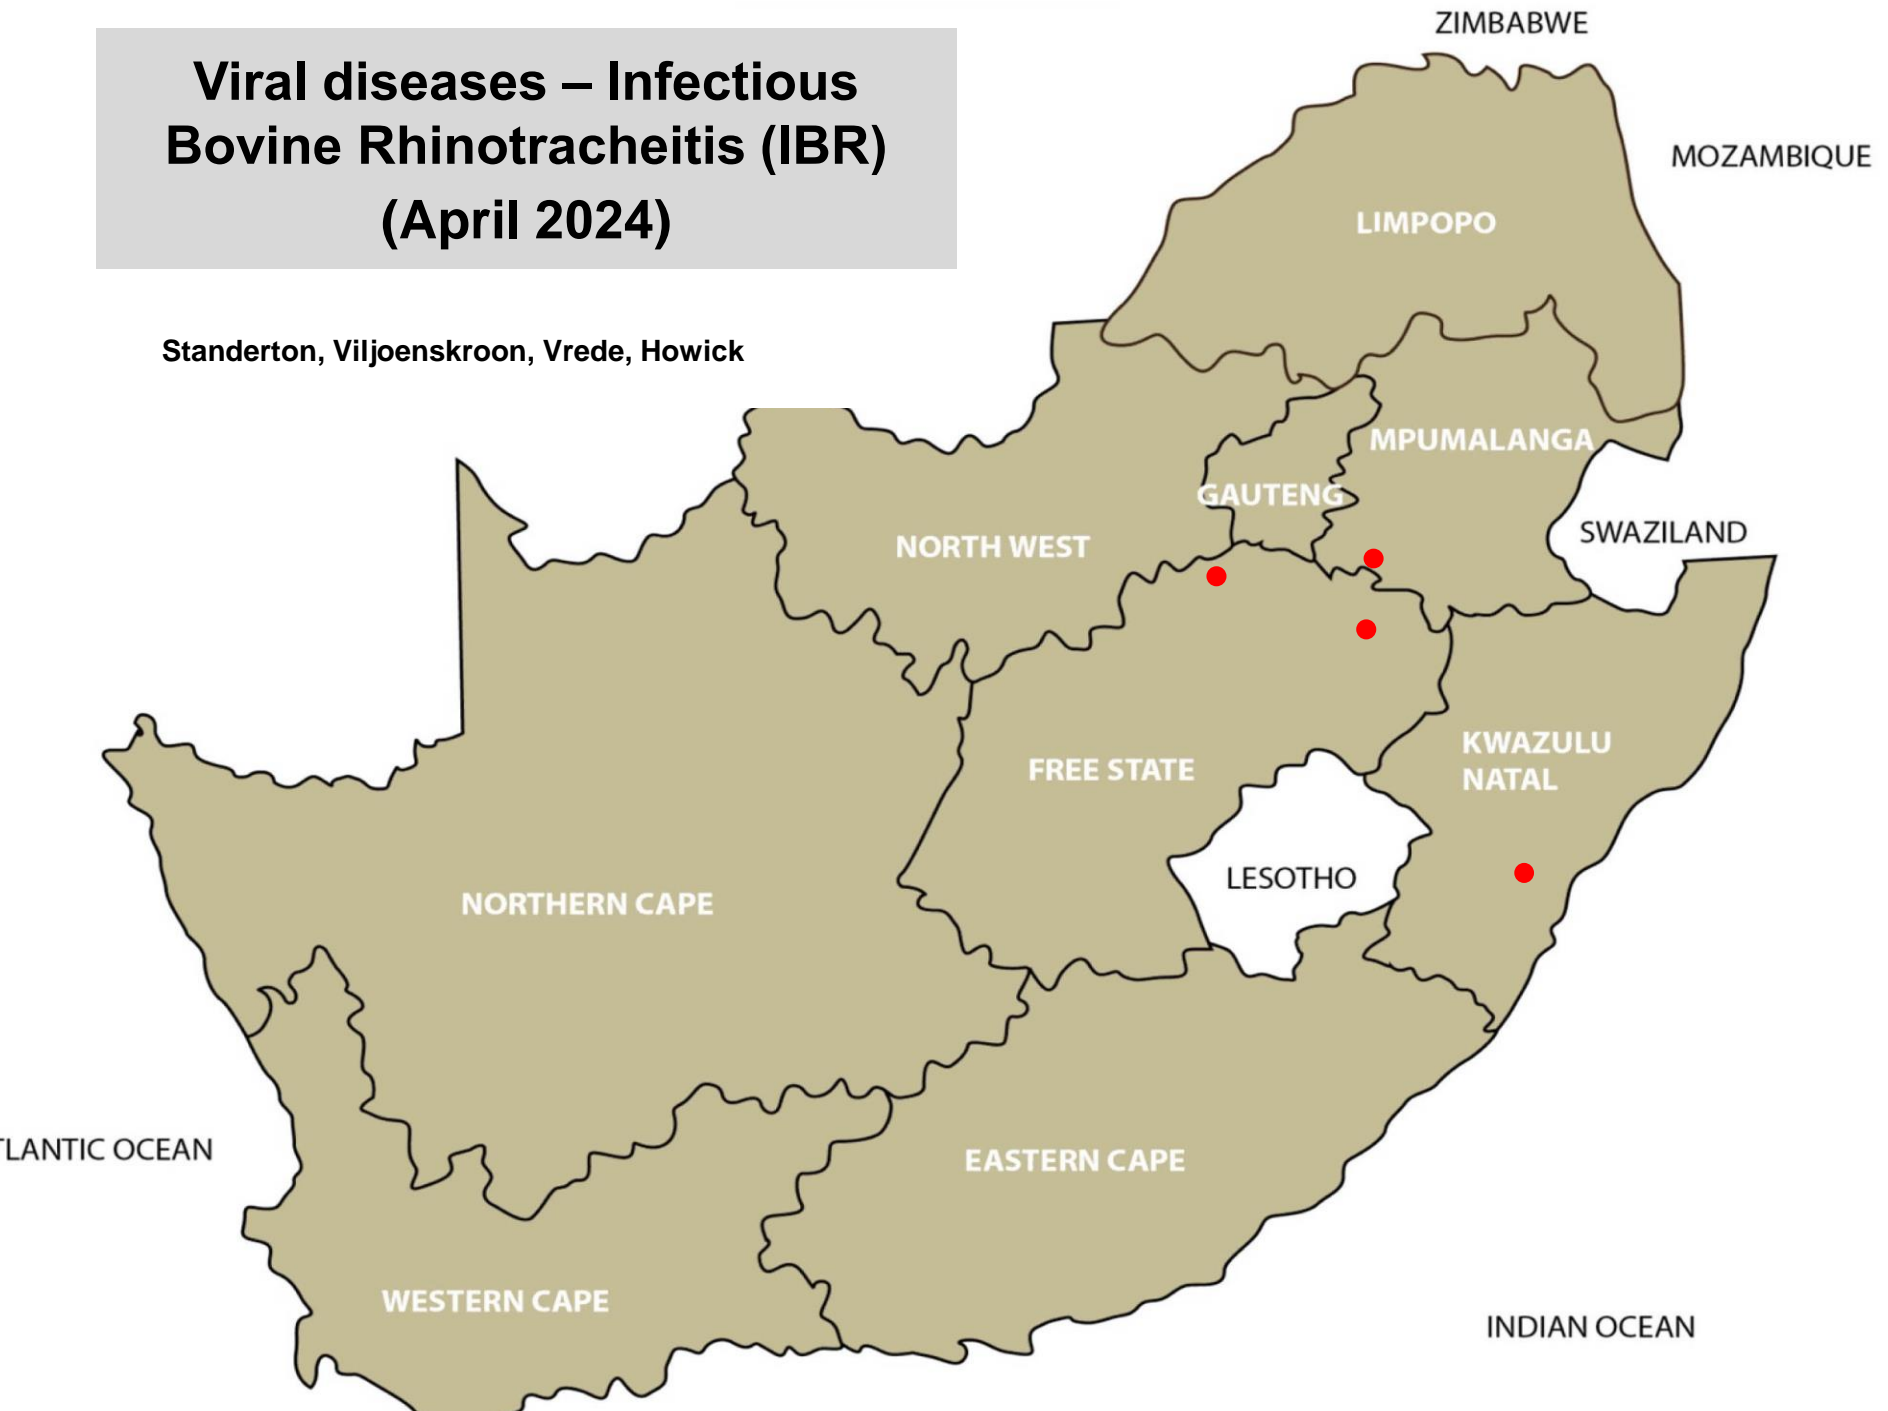 Viral diseases – Infectious
Bovine Rhinotracheitis (IBR)
(April 2024)
Standerton, Viljoenskroon, Vrede, Howick
ZIMBABWE
MOZAMBIQUE
LIMPOPO
MPUMALANGA
GAUTENG
SWAZILAND
NORTH WEST
KWAZULU
NATAL
FREE STATE
LESOTHO
NORTHERN CAPE
TLANTIC OCEAN
EASTERN CAPE
WESTERN CAPE
INDIAN OCEAN